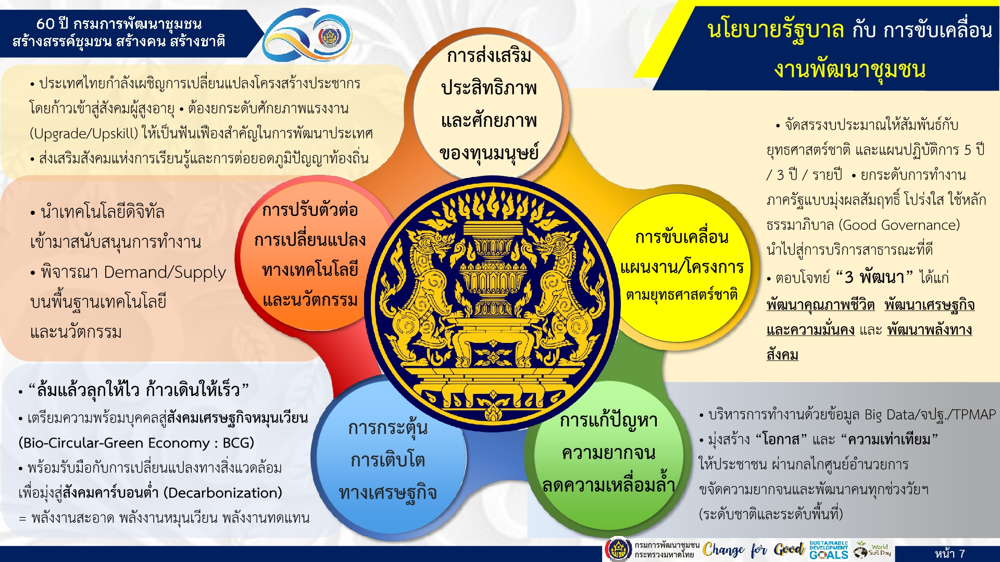 60 ปี กรมการพัฒนาชุมชน
สร้างสรรค์ชุมชน สร้างคน สร้างชาติ
นโยบายรัฐบาล กับ การขับเคลื่อน
งานพัฒนาชุมชน
การส่งเสริม
ประสิทธิภาพ
และศักยภาพ
ของทุนมนุษย์
• ประเทศไทยกำลังเผชิญการเปลี่ยนแปลงโครงสร้างประชากร
โดยก้าวเข้าสู่สังคมผู้สูงอายุ • ต้องยกระดับศักยภาพแรงงาน
(Upgrade/Upskill) ให้เป็นฟันเฟืองสำคัญในการพัฒนาประเทศ
• ส่งเสริมสังคมแห่งการเรียนรู้และการต่อยอดภูมิปัญญาท้องถิ่น
• จัดสรรงบประมาณให้สัมพันธ์กับ
ยุทธศาสตร์ชาติ และแผนปฏิบัติการ 5 ปี
/ 3 ปี / รายปี • ยกระดับการทำงาน
ภาครัฐแบบมุ่งผลสัมฤทธิ์ โปร่งใส ใช้หลัก
ธรรมาภิบาล (Good Governance)
นำไปสู่การบริการสาธารณะที่ดี
• ตอบโจทย์ “3 พัฒนา” ได้แก่
พัฒนาคุณภาพชีวิต พัฒนาเศรษฐกิจ
และความมั่นคง และ พัฒนาพลังทาง
สังคม
การขับเคลื่อน
แผนงาน/โครงการ
ตามยุทธศาสตร์ชาติ
การปรับตัวต่อ
การเปลี่ยนแปลง
ทางเทคโนโลยี
และนวัตกรรม
• นำเทคโนโลยีดิจิทัล
เข้ามาสนับสนุนการทำงาน
• พิจารณา Demand/Supply
บนพื้นฐานเทคโนโลยี
และนวัตกรรม
• “ล้มแล้วลุกให้ไว ก้าวเดินให้เร็ว”
• เตรียมความพร้อมบุคคลสู่สังคมเศรษฐกิจหมุนเวียน
(Bio-Circular-Green Economy : BCG)
• พร้อมรับมือกับการเปลี่ยนแปลงทางสิ่งแวดล้อม
เพื่อมุ่งสู่สังคมคาร์บอนต่ำ (Decarbonization)
= พลังงานสะอาด พลังงานหมุนเวียน พลังงานทดแทน
การกระตุ้น
การเติบโต
ทางเศรษฐกิจ
การแก้ปัญหา
ความยากจน
ลดความเหลื่อมล้ำ
• บริหารการทำงานด้วยข้อมูล Big Data/จปฐ./TPMAP
• มุ่งสร้าง “โอกาส” และ “ความเท่าเทียม”
ให้ประชาชน ผ่านกลไกศูนย์อำนวยการ
ขจัดความยากจนและพัฒนาคนทุกช่วงวัยฯ
(ระดับชาติและระดับพื้นที่)
กรมการพัฒนาชุมชน
กระทรวงมหาดไทย
Change for Good
SUSTAINABLE
DEVELOPMENT
GOALS
World
Soil Day
หน้า 7